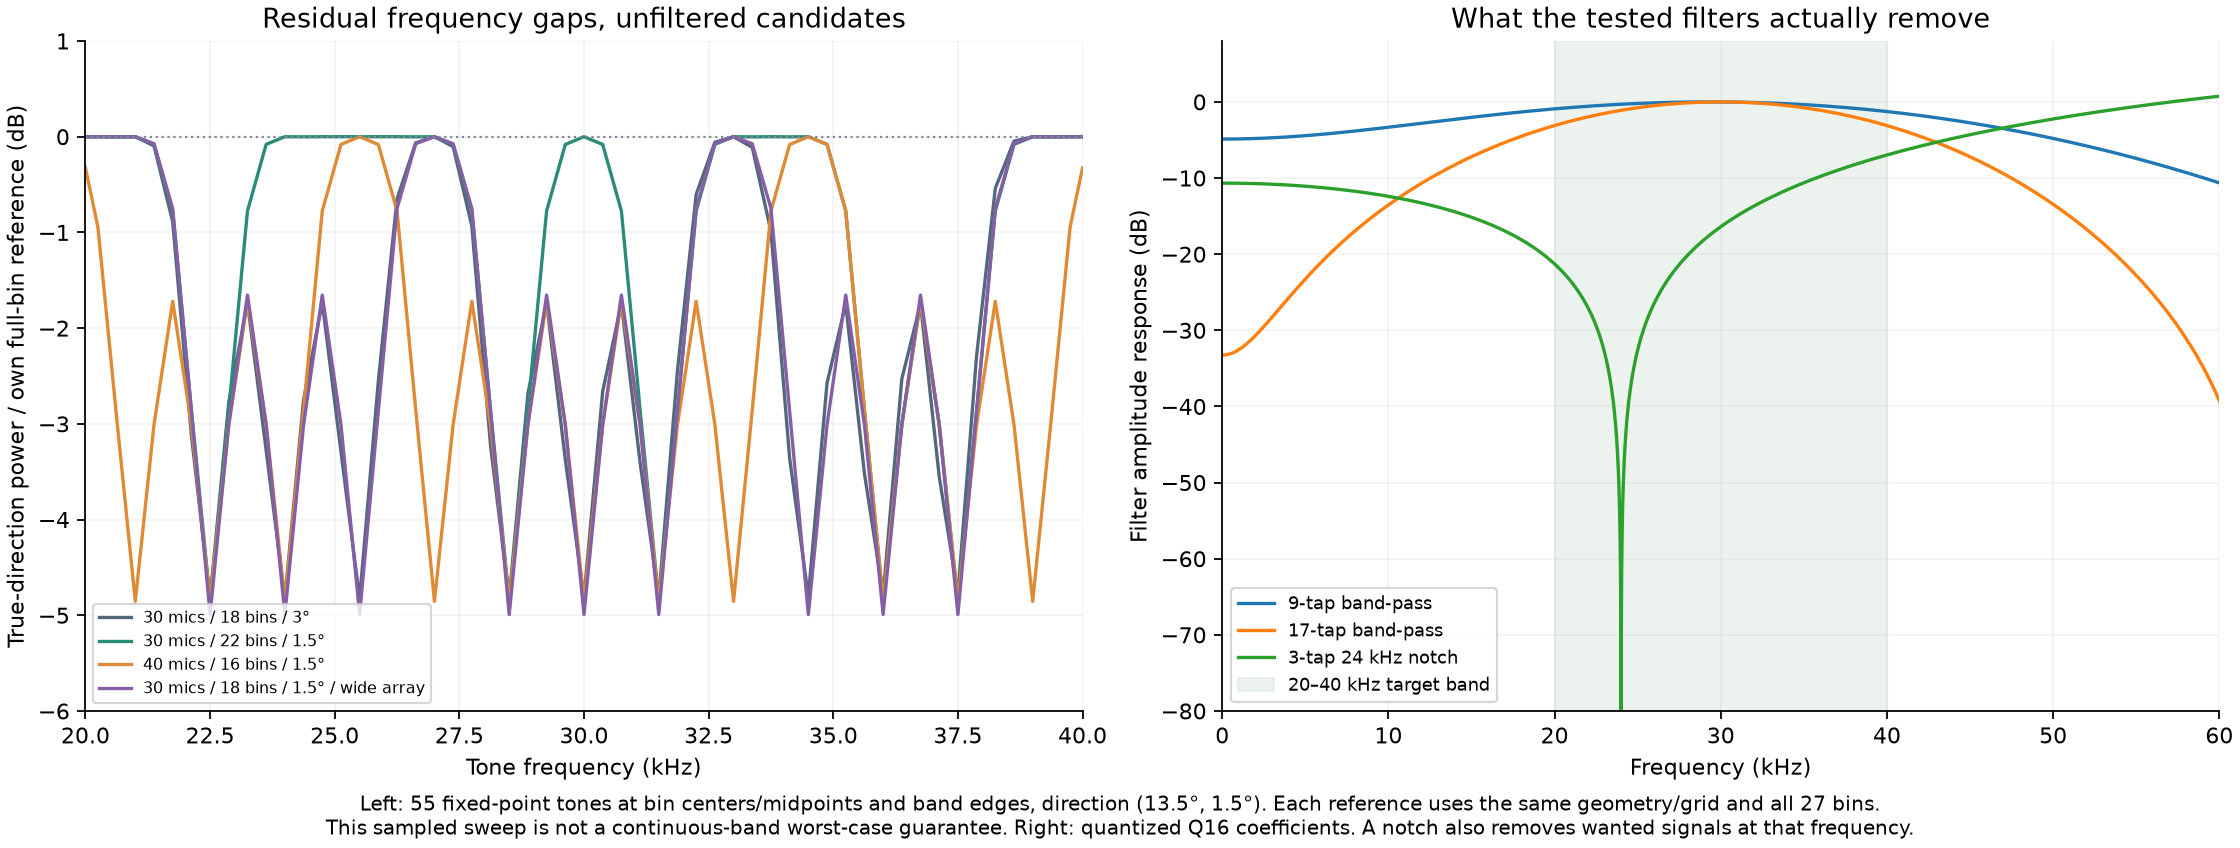 Residual frequency gaps, unfiltered candidates
True-direction power / own full-bin reference (dB)
1
0
−1
−2
−3
−4
−5
−6
30 mics / 18 bins / 3°
30 mics / 22 bins / 1.5°
40 mics / 16 bins / 1.5°
30 mics / 18 bins / 1.5° / wide array
20.0 22.5 25.0 27.5 30.0 32.5 35.0 37.5 40.0
Tone frequency (kHz)
What the tested filters actually remove
Filter amplitude response (dB)
0
−10
−20
−30
−40
−50
−60
−70
−80
9-tap band-pass
17-tap band-pass
3-tap 24 kHz notch
20–40 kHz target band
0 10 20 30 40 50 60
Frequency (kHz)
Left: 55 fixed-point tones at bin centers/midpoints and band edges, direction (13.5°, 1.5°). Each reference uses the same geometry/grid and all 27 bins.
This sampled sweep is not a continuous-band worst-case guarantee. Right: quantized Q16 coefficients. A notch also removes wanted signals at that frequency.